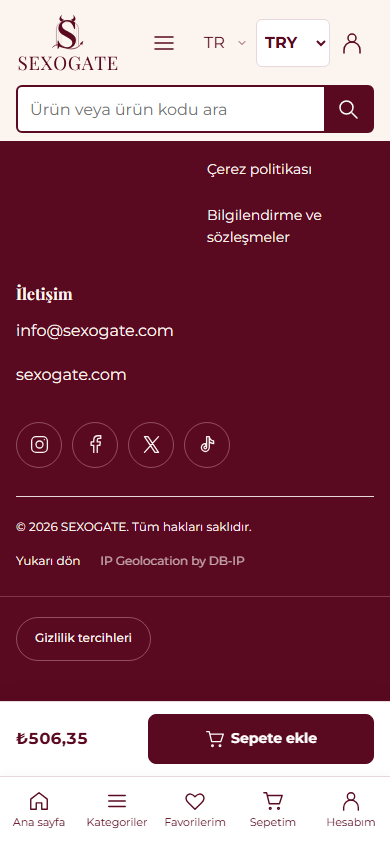 SEXOGATE
TR
TRY
Ürün veya ürün kodu ara
Çerez politikası
Bilgilendirme ve
sözleşmeler
İletişim
info@sexogate.com
sexogate.com
© 2026 SEXOGATE. Tüm hakları saklıdır.
Yukarı dön IP Geolocation by DB-IP
Gizlilik tercihleri
₺506,35 Sepete ekle
Ana sayfa Kategoriler Favorilerim Sepetim Hesabım